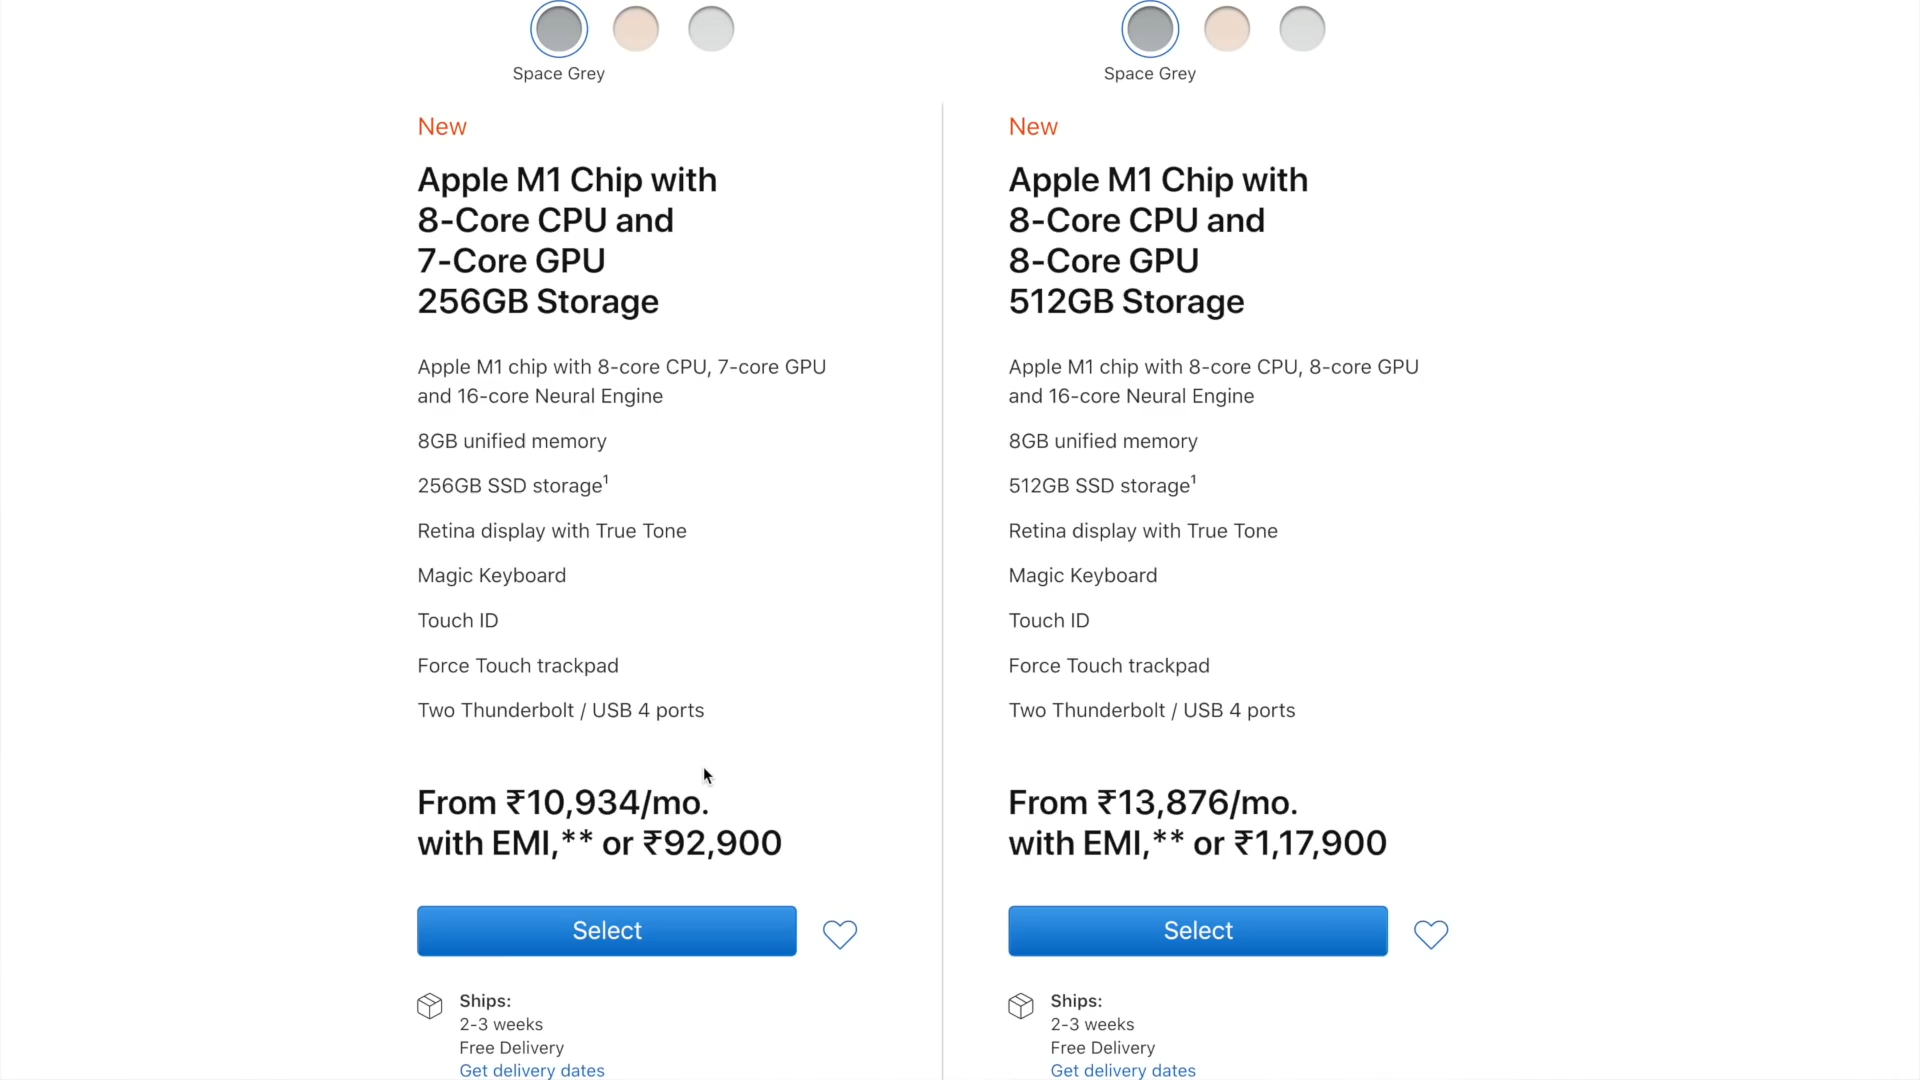 Space Grey
New
Apple M1 Chip with
8-Core CPU and
7-Core GPU
256GB Storage
Apple M1 chip with 8-core CPU, 7-core GPU
and 16-core Neural Engine
8GB unified memory
256GB SSD storage¹
Retina display with True Tone
Magic Keyboard
Touch ID
Force Touch trackpad
Two Thunderbolt / USB 4 ports
From ₹10,934/mo.
with EMI,** or ₹92,900
Select
Ships:
2-3 weeks
Free Delivery
Get delivery dates
Space Grey
New
Apple M1 Chip with
8-Core CPU and
8-Core GPU
512GB Storage
Apple M1 chip with 8-core CPU, 8-core GPU
and 16-core Neural Engine
8GB unified memory
512GB SSD storage¹
Retina display with True Tone
Magic Keyboard
Touch ID
Force Touch trackpad
Two Thunderbolt / USB 4 ports
From ₹13,876/mo.
with EMI,** or ₹1,17,900
Select
Ships:
2-3 weeks
Free Delivery
Get delivery dates